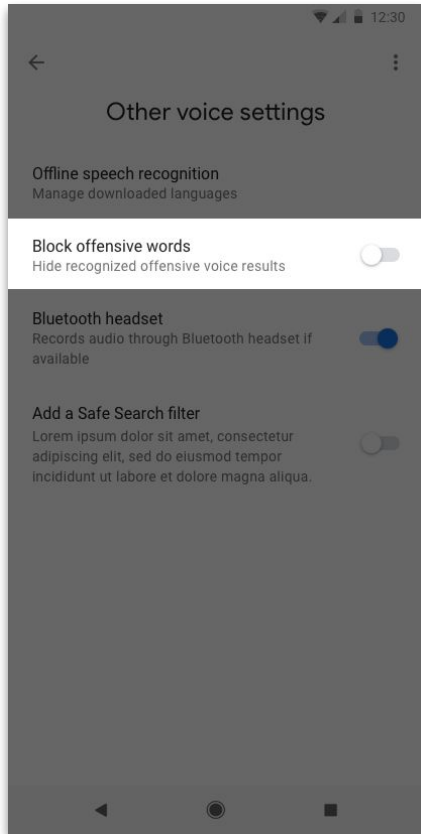 12:30
Other voice settings
Offline speech recognition
Manage downloaded languages
Block offensive words
Hide recognized offensive voice results
Bluetooth headset
Records audio through Bluetooth headset if
available
Add a Safe Search filter
Lorem ipsum dolor sit amet, consectetur
adipiscing elit, sed do eiusmod tempor
incididunt ut labore et dolore magna aliqua.